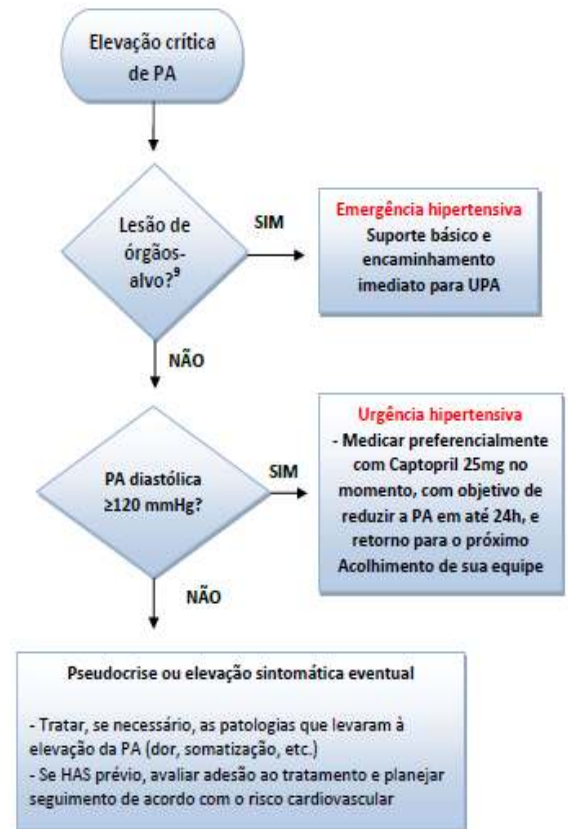 Elevação crítica
de PA
Lesão de
órgãos-
alvo?⁹
SIM
Emergência hipertensiva
Suporte básico e
encaminhamento
imediato para UPA
NÃO
PA diastólica
≥120 mmHg?
SIM
Urgência hipertensiva
- Medicar preferencialmente
com Captopril 25mg no
momento, com objetivo de
reduzir a PA em até 24h, e
retorno para o próximo
Acolhimento de sua equipe
NÃO
Pseudocrise ou elevação sintomática eventual
- Tratar, se necessário, as patologias que levaram à
elevação da PA (dor, somatização, etc.)
- Se HAS prévio, avaliar adesão ao tratamento e planejar
seguimento de acordo com o risco cardiovascular